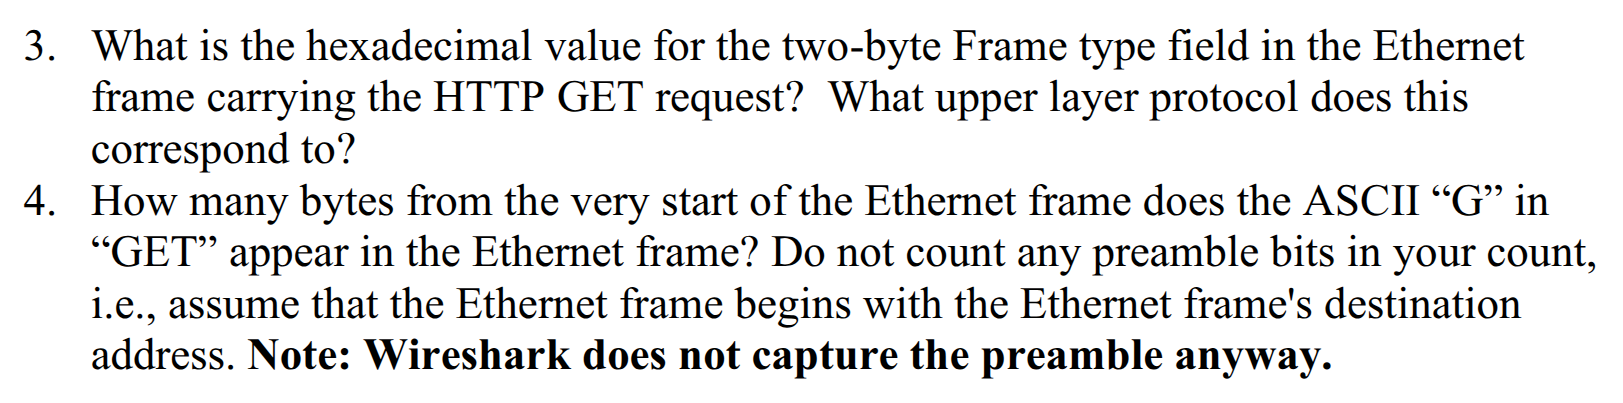 3. What is the hexadecimal value for the two-byte Frame type field in the Ethernet
frame carrying the HTTP GET request?  What upper layer protocol does this
correspond to?
4. How many bytes from the very start of the Ethernet frame does the ASCII “G” in
“GET” appear in the Ethernet frame? Do not count any preamble bits in your count,
i.e., assume that the Ethernet frame begins with the Ethernet frame's destination
address. Note: Wireshark does not capture the preamble anyway.